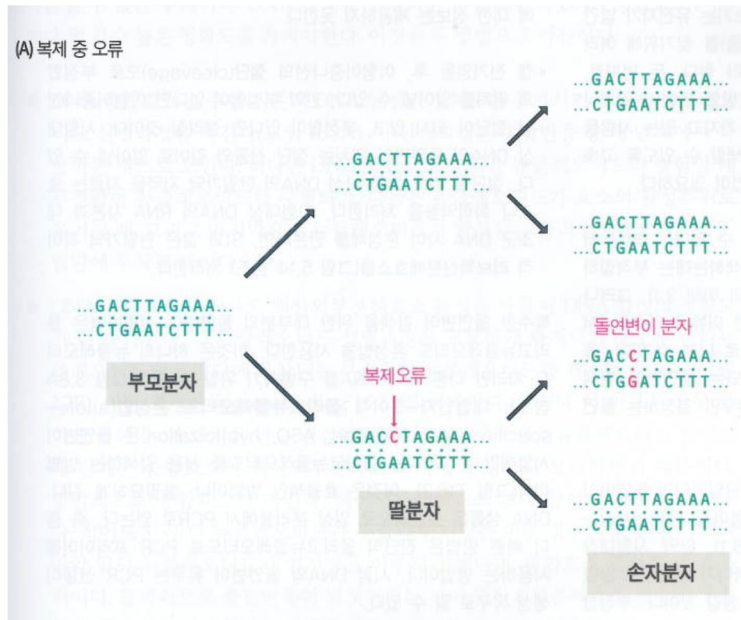 (A) 복제 중 오류
...GACTTAGAAA...
...CTGAATCTTT...
...GACTTAGAAA...
...CTGAATCTTT...
...GACTTAGAAA...
...CTGAATCTTT...
...GACTTAGAAA...
...CTGAATCTTT...
부모분자
돌연변이 분자
...GACCTAGAAA...
...CTGGATCTTT...
복제오류
...GACCTAGAAA...
...CTGAATCTTT...
딸분자
...GACTTAGAAA...
...CTGAATCTTT...
손자분자